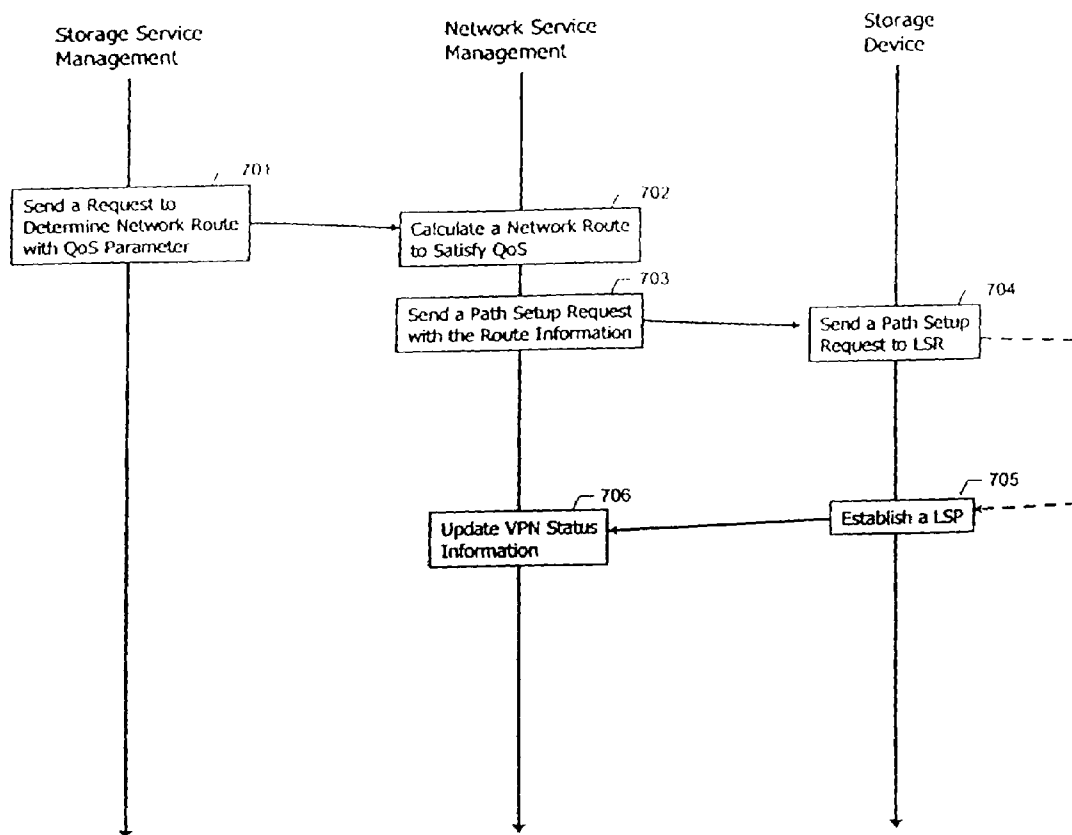 Storage Service
Management
Network Service
Management
Storage
Device
701
Send a Request to
Determine Network Route
with QoS Parameter
702
Calculate a Network Route
to Satisfy QoS
703
Send a Path Setup Request
with the Route Information
704
Send a Path Setup
Request to LSR
705
Establish a LSP
706
Update VPN Status
Information